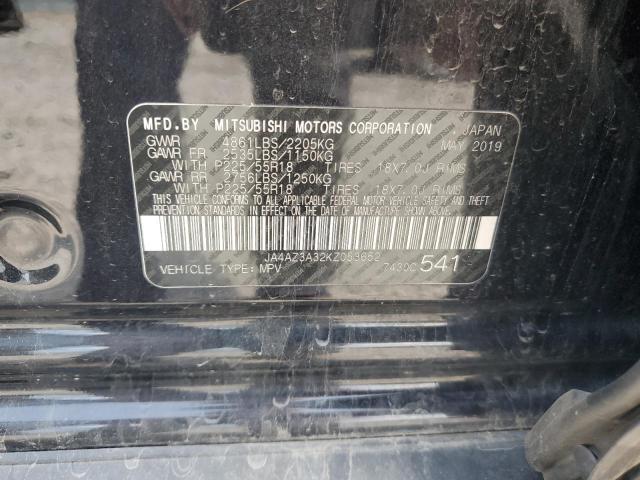 MFD.BY MITSUBISHI MOTORS CORPORATION JAPAN
GVWR 4861LBS/2205KG MAY 2019
GAWR FR 2535LBS/1150KG
WITH P225/55R18 TIRES 18X7.0J RIMS
GAWR RR 2756LBS/1250KG
WITH P225/55R18 TIRES 18X7.0J RIMS
THIS VEHICLE CONFORMS TO ALL APPLICABLE FEDERAL MOTOR VEHICLE SAFETY AND THEFT
PREVENTION STANDARDS IN EFFECT ON THE DATE OF MANUFACTURE SHOWN ABOVE.
JA4AZ3A32KZ053652
VEHICLE TYPE: MPV 7430C 541